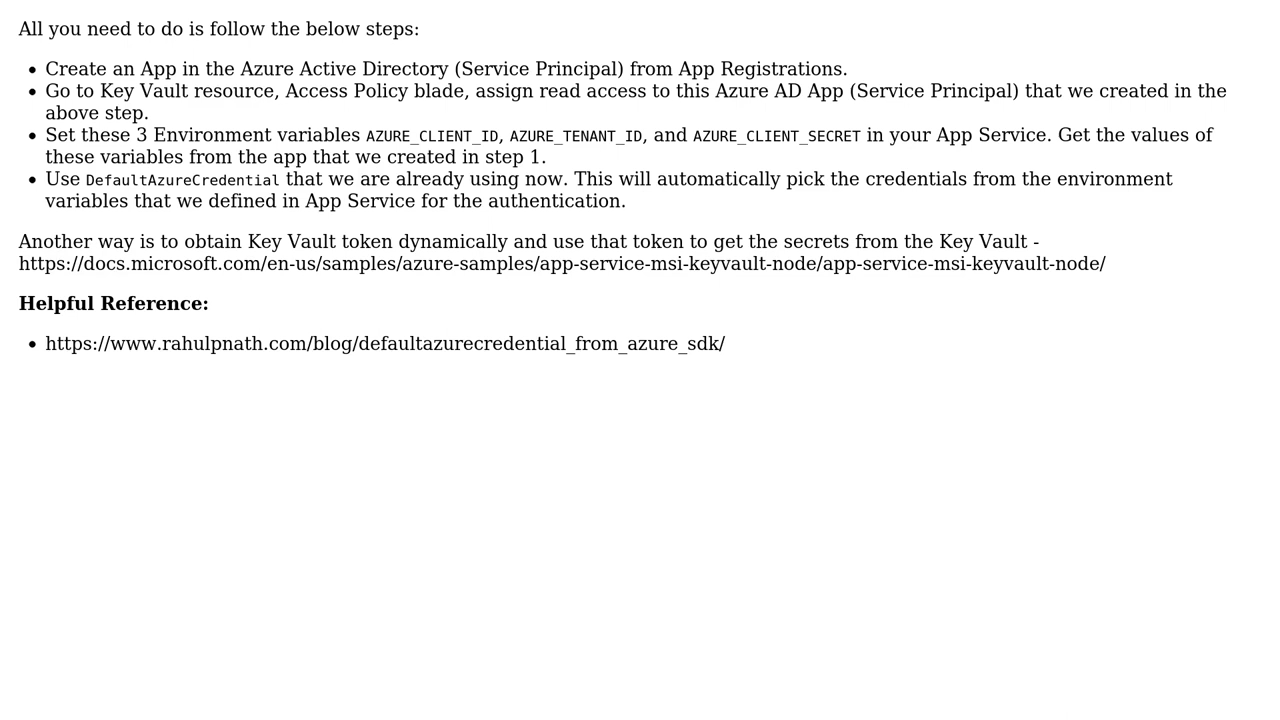 All you need to do is follow the below steps:
• Create an App in the Azure Active Directory (Service Principal) from App Registrations.
• Go to Key Vault resource, Access Policy blade, assign read access to this Azure AD App (Service Principal) that we created in the
above step.
• Set these 3 Environment variables AZURE_CLIENT_ID, AZURE_TENANT_ID, and AZURE_CLIENT_SECRET in your App Service. Get the values of
these variables from the app that we created in step 1.
• Use DefaultAzureCredential that we are already using now. This will automatically pick the credentials from the environment
variables that we defined in App Service for the authentication.
Another way is to obtain Key Vault token dynamically and use that token to get the secrets from the Key Vault -
https://docs.microsoft.com/en-us/samples/azure-samples/app-service-msi-keyvault-node/app-service-msi-keyvault-node/
Helpful Reference:
• https://www.rahulpnath.com/blog/defaultazurecredential_from_azure_sdk/